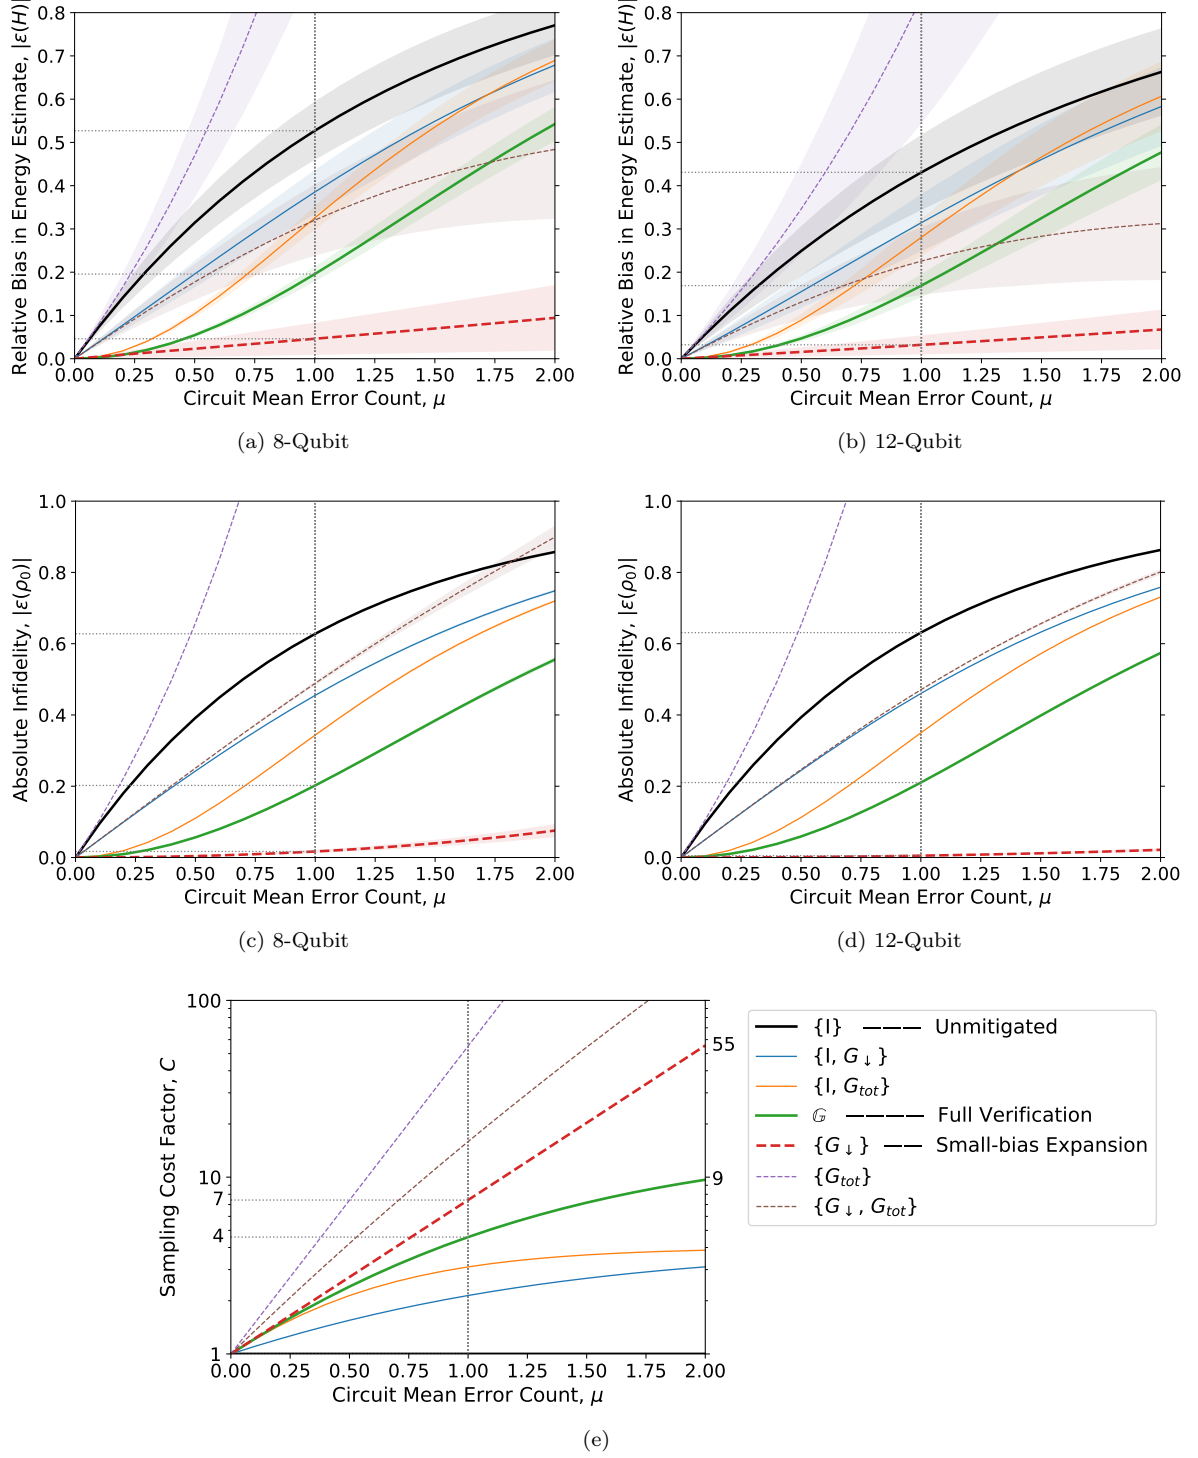 Relative Bias in Energy Estimate, |ε(H)|
0.8
0.7
0.6
0.5
0.4
0.3
0.2
0.1
0.0
0.00 0.25 0.50 0.75 1.00 1.25 1.50 1.75 2.00
Circuit Mean Error Count, μ
(a) 8-Qubit
Relative Bias in Energy Estimate, |ε(H)|
0.8
0.7
0.6
0.5
0.4
0.3
0.2
0.1
0.0
0.00 0.25 0.50 0.75 1.00 1.25 1.50 1.75 2.00
Circuit Mean Error Count, μ
(b) 12-Qubit
Absolute Infidelity, |ε(ρ₀)|
1.0
0.8
0.6
0.4
0.2
0.0
0.00 0.25 0.50 0.75 1.00 1.25 1.50 1.75 2.00
Circuit Mean Error Count, μ
(c) 8-Qubit
Absolute Infidelity, |ε(ρ₀)|
1.0
0.8
0.6
0.4
0.2
0.0
0.00 0.25 0.50 0.75 1.00 1.25 1.50 1.75 2.00
Circuit Mean Error Count, μ
(d) 12-Qubit
Sampling Cost Factor, C
100
10
7
4
1
55
9
0.00 0.25 0.50 0.75 1.00 1.25 1.50 1.75 2.00
Circuit Mean Error Count, μ
(e)
{I} ——— Unmitigated
{I, G↓}
{I, Gtot}
𝔾 ———— Full Verification
{G↓} —— Small-bias Expansion
{Gtot}
{G↓, Gtot}